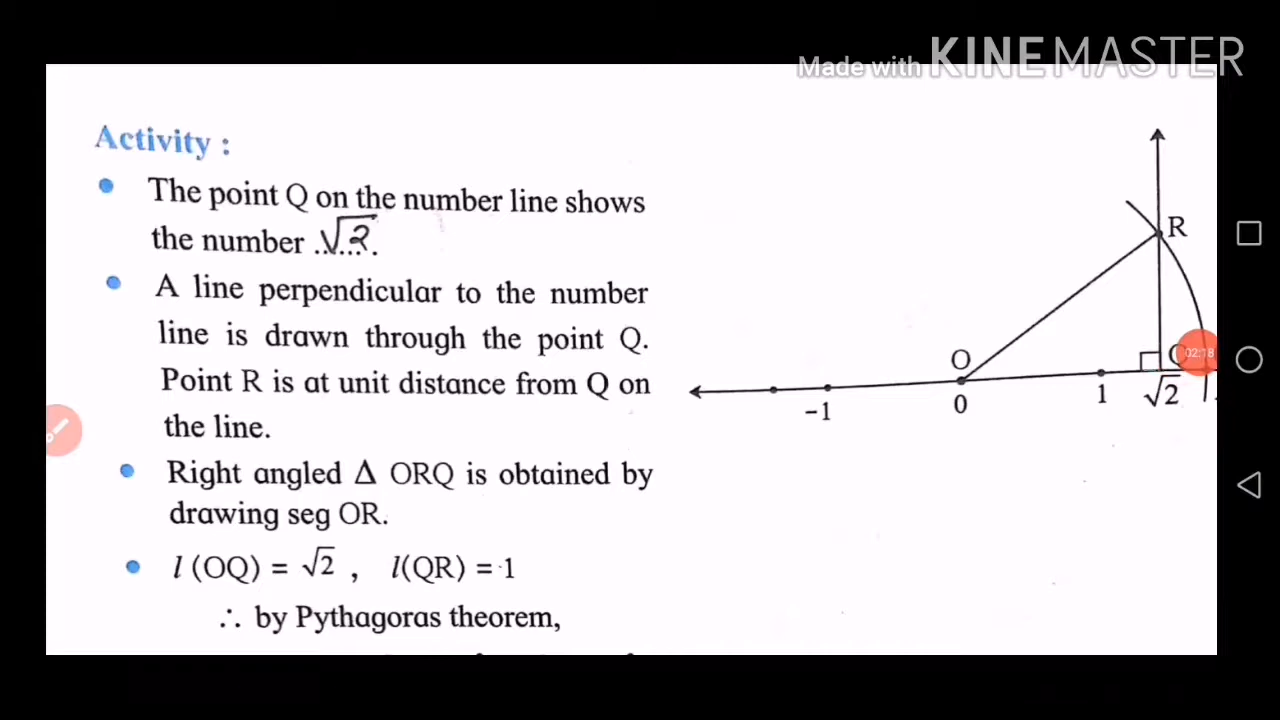 Made with KINEMASTER
Activity :
The point Q on the number line shows
the number ..√2.
A line perpendicular to the number
line is drawn through the point Q.
Point R is at unit distance from Q on
the line.
Right angled Δ ORQ is obtained by
drawing seg OR.
l (OQ) = √2 , l(QR) = 1
∴ by Pythagoras theorem,
R
O
02:18
-1
0
1
√2